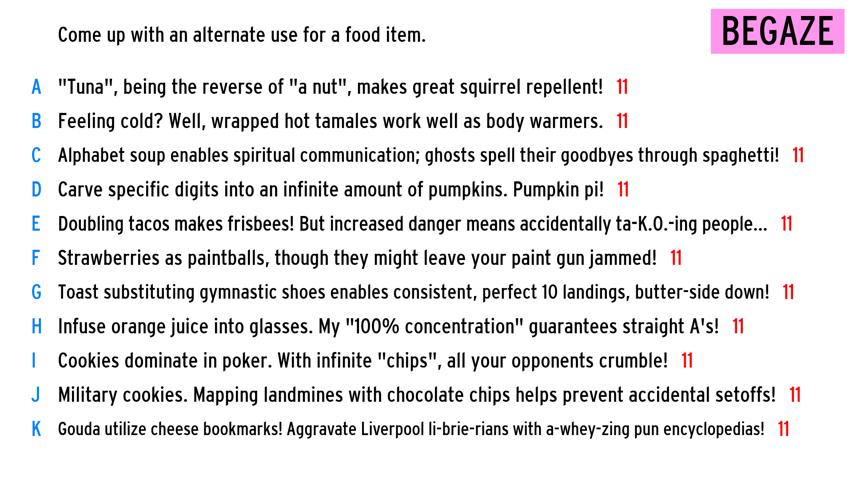 Come up with an alternate use for a food item.
BEGAZE
A "Tuna", being the reverse of "a nut", makes great squirrel repellent! 11
B Feeling cold? Well, wrapped hot tamales work well as body warmers. 11
C Alphabet soup enables spiritual communication; ghosts spell their goodbyes through spaghetti! 11
D Carve specific digits into an infinite amount of pumpkins. Pumpkin pi! 11
E Doubling tacos makes frisbees! But increased danger means accidentally ta-K.O.-ing people... 11
F Strawberries as paintballs, though they might leave your paint gun jammed! 11
G Toast substituting gymnastic shoes enables consistent, perfect 10 landings, butter-side down! 11
H Infuse orange juice into glasses. My "100% concentration" guarantees straight A's! 11
I Cookies dominate in poker. With infinite "chips", all your opponents crumble! 11
J Military cookies. Mapping landmines with chocolate chips helps prevent accidental setoffs! 11
K Gouda utilize cheese bookmarks! Aggravate Liverpool li-brie-rians with a-whey-zing pun encyclopedias! 11